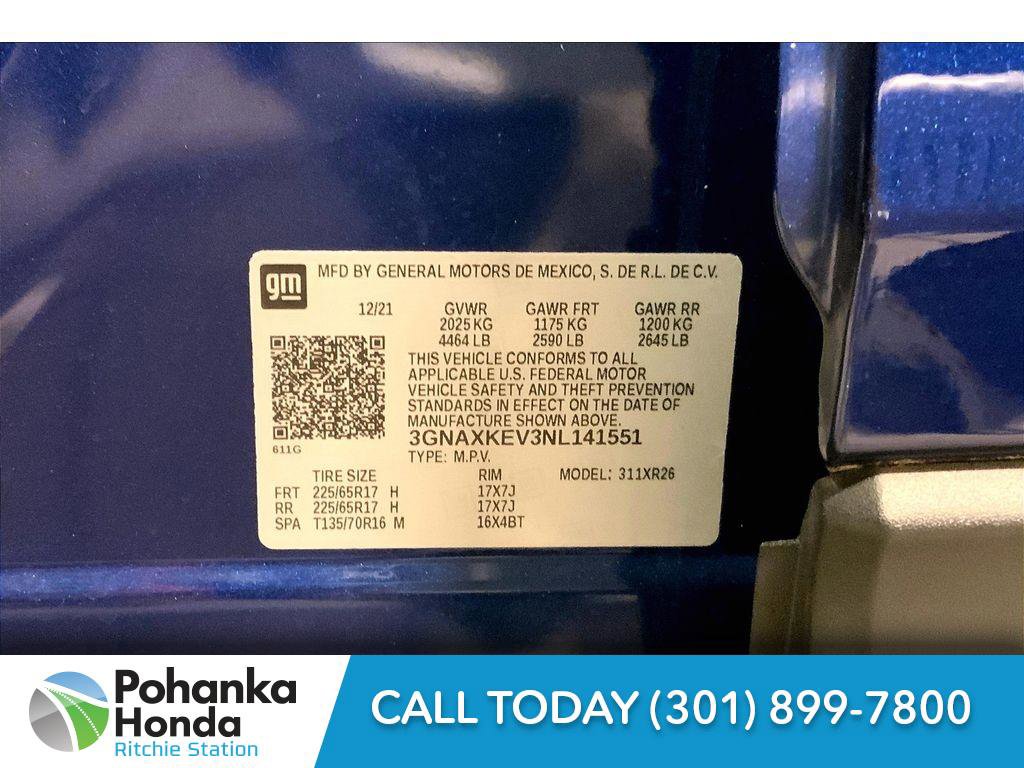 gm MFD BY GENERAL MOTORS DE MEXICO, S. DE R.L. DE C.V.
12/21 GVWR GAWR FRT GAWR RR
2025 KG 1175 KG 1200 KG
4464 LB 2590 LB 2645 LB
THIS VEHICLE CONFORMS TO ALL
APPLICABLE U.S. FEDERAL MOTOR
VEHICLE SAFETY AND THEFT PREVENTION
STANDARDS IN EFFECT ON THE DATE OF
MANUFACTURE SHOWN ABOVE.
3GNAXKEV3NL141551
611G
TYPE: M.P.V.
TIRE SIZE RIM MODEL: 311XR26
FRT 225/65R17 H 17X7J
RR 225/65R17 H 17X7J
SPA T135/70R16 M 16X4BT
Pohanka
Honda
Ritchie Station
CALL TODAY (301) 899-7800